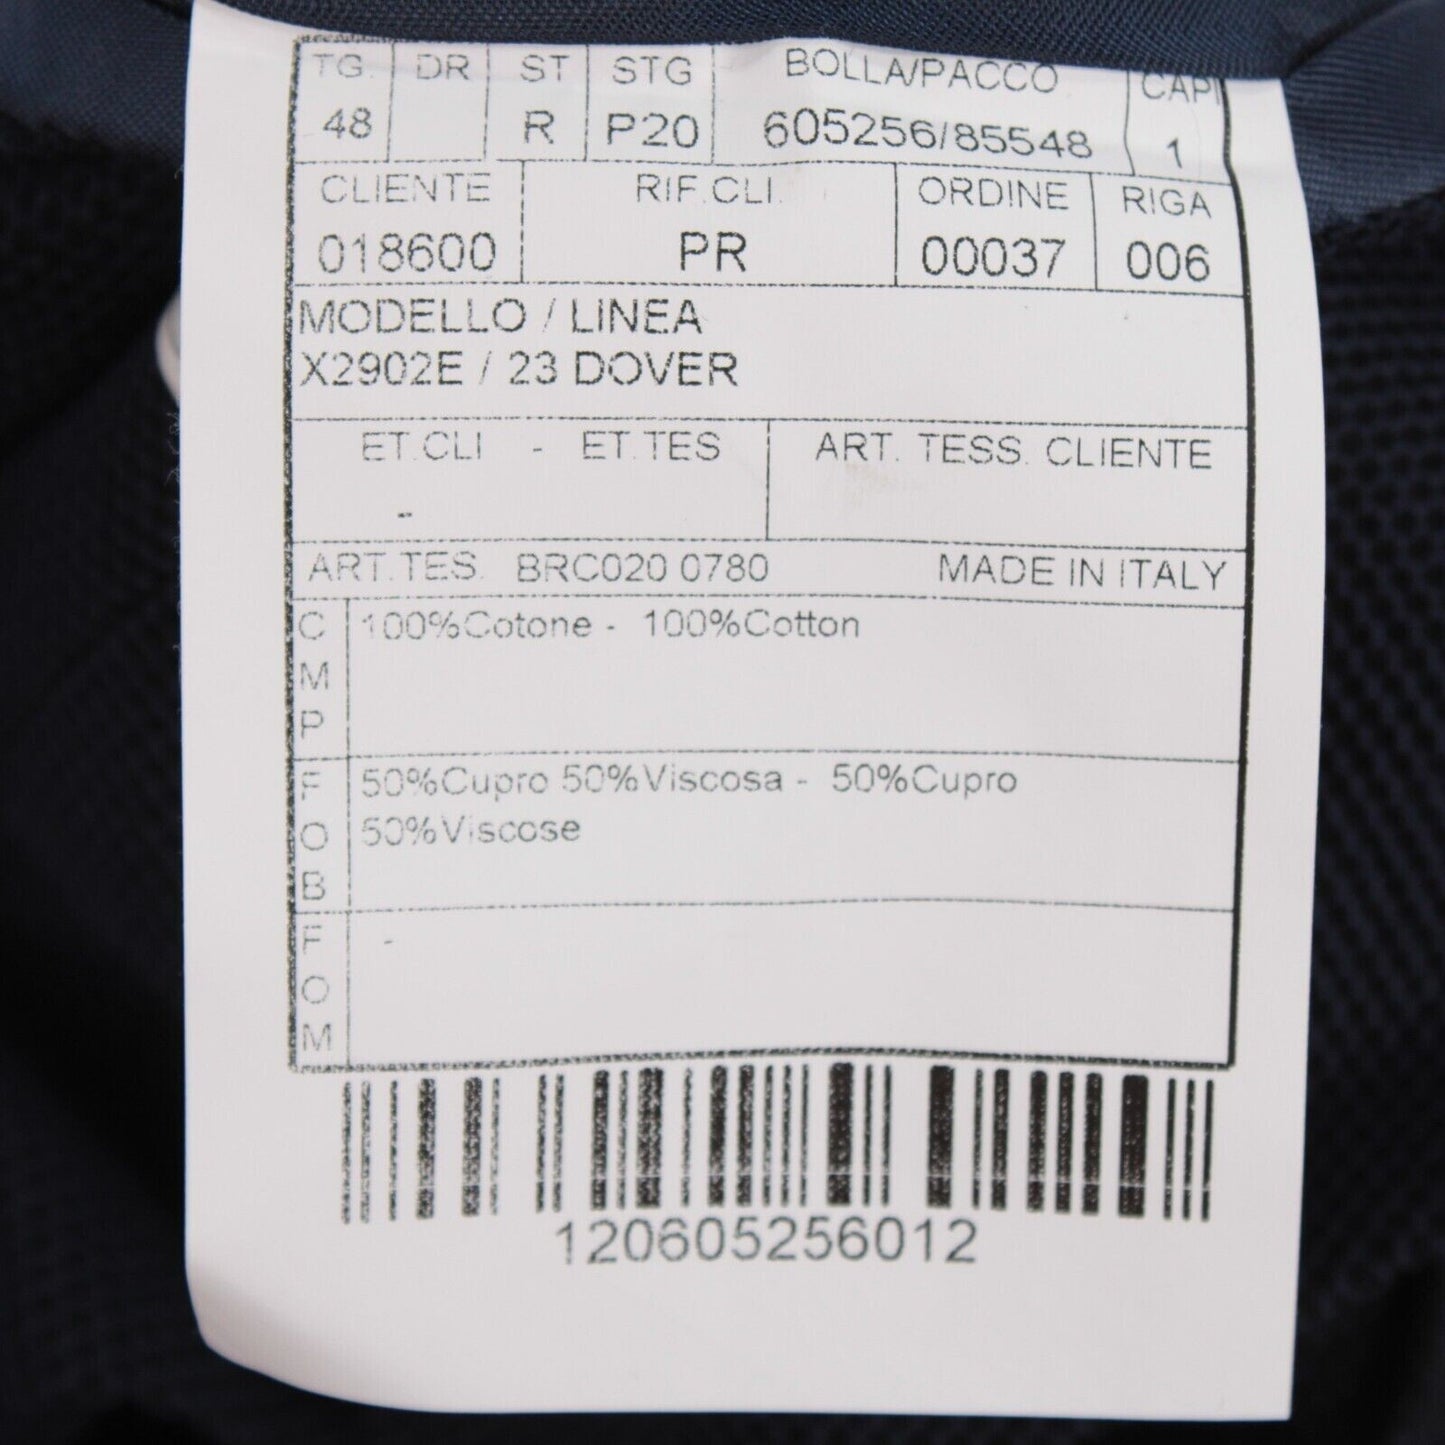 TG. DR ST STG BOLLA/PACCO CAPI
48 R P20 605256/85548 1
CLIENTE RIF.CLI. ORDINE RIGA
018600 PR 00037 006
MODELLO / LINEA
X2902E / 23 DOVER
ET.CLI - ET.TES ART. TESS. CLIENTE
-
ART.TES. BRC020 0780 MADE IN ITALY
C 100%Cotone - 100%Cotton
M
P
F 50%Cupro 50%Viscosa - 50%Cupro
O 50%Viscose
B
F -
O
M
120605256012